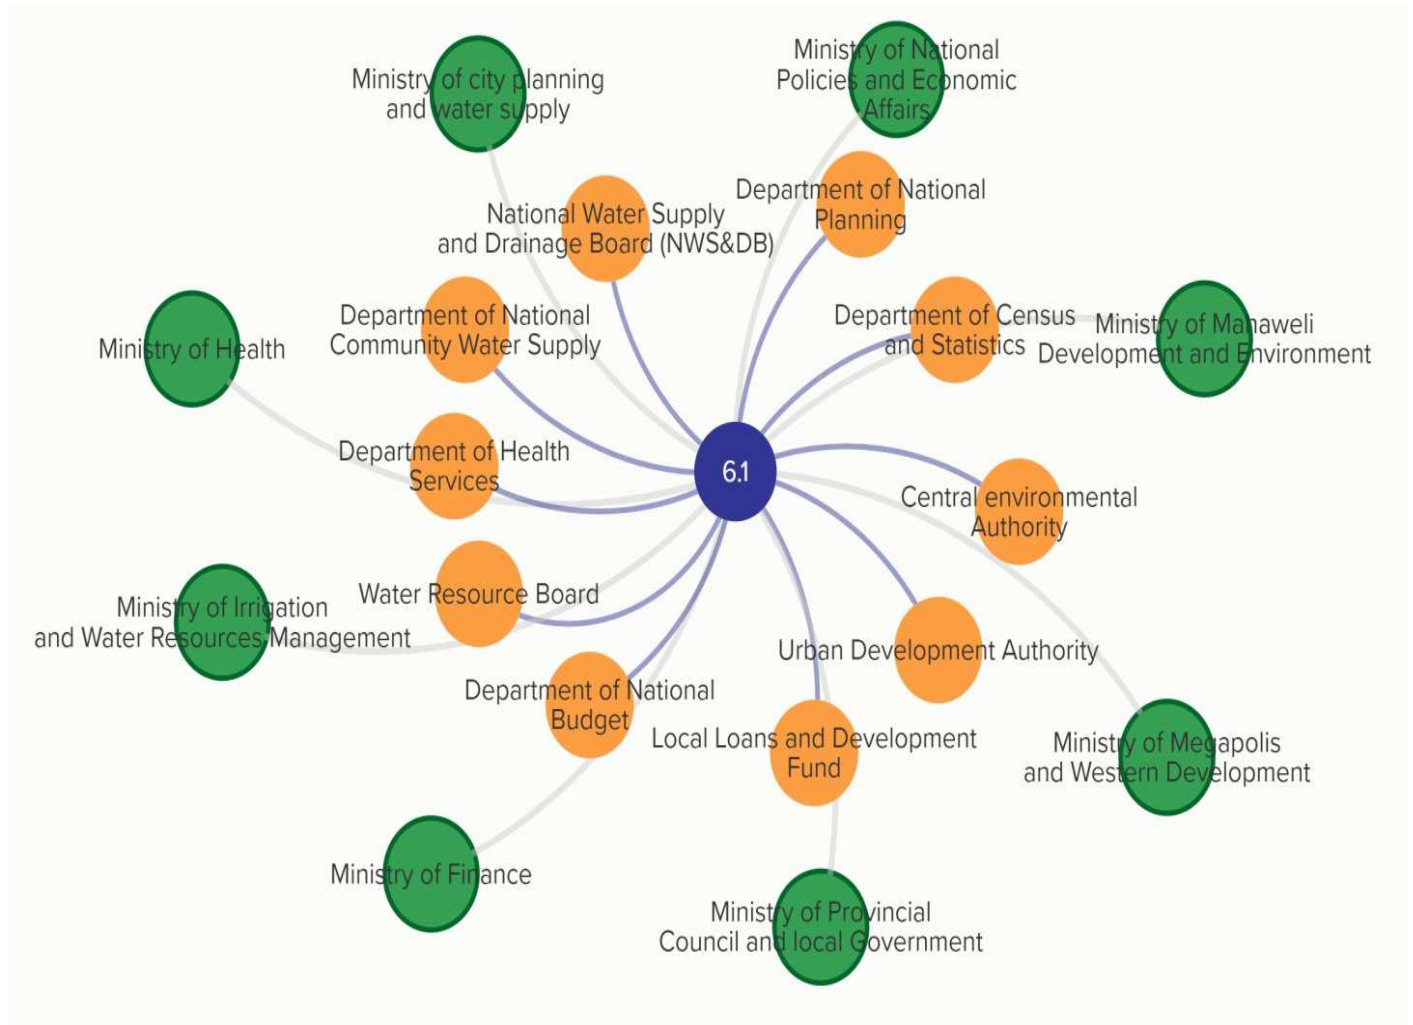 Ministry of National
Policies and Economic
Affairs
Ministry of city planning
and water supply
Department of National
Planning
National Water Supply
and Drainage Board (NWS&DB)
Department of National
Community Water Supply
Department of Census
and Statistics
Ministry of Mahaweli
Development and Environment
Ministry of Health
Department of Health
Services
6.1
Central environmental
Authority
Water Resource Board
Ministry of Irrigation
and Water Resources Management
Urban Development Authority
Department of National
Budget
Local Loans and Development
Fund
Ministry of Megapolis
and Western Development
Ministry of Finance
Ministry of Provincial
Council and local Government